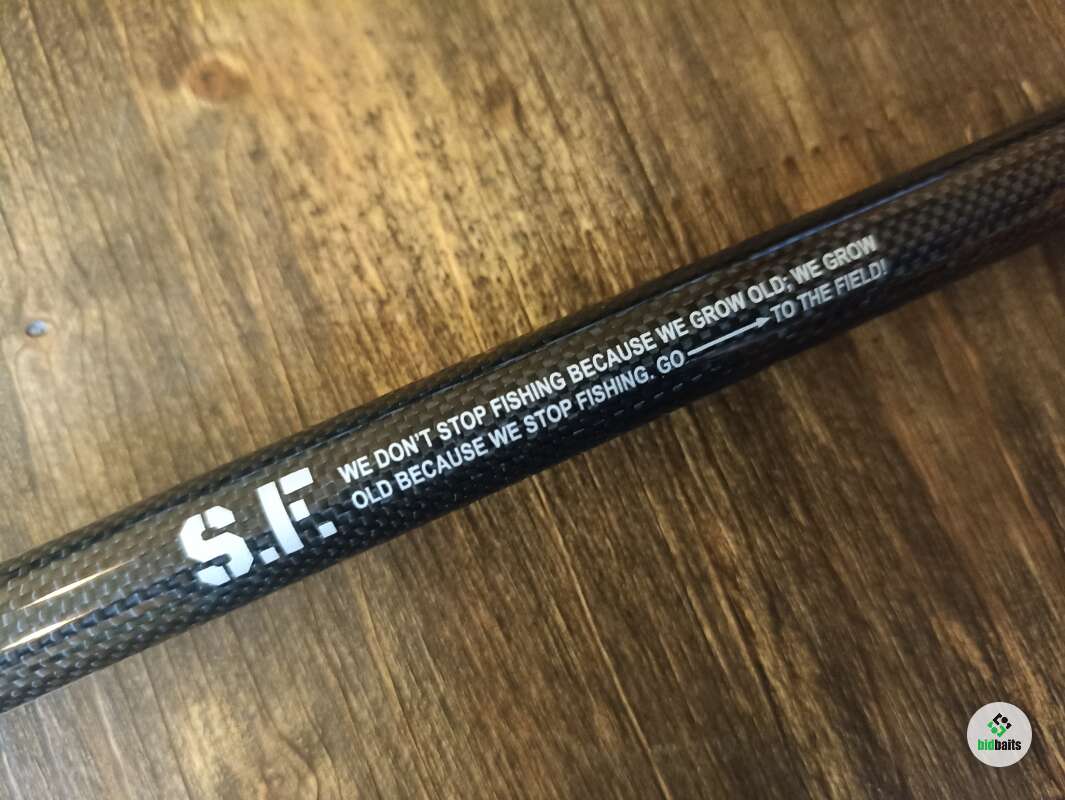 S.F.
WE DON'T STOP FISHING BECAUSE WE GROW OLD; WE GROW
OLD BECAUSE WE STOP FISHING. GO → TO THE FIELD!
bidbaits